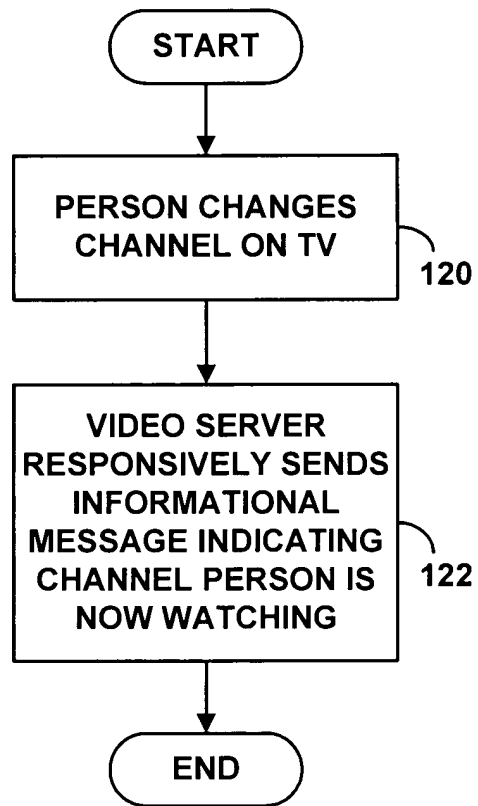 START
PERSON CHANGES
CHANNEL ON TV
120
VIDEO SERVER
RESPONSIVELY SENDS
INFORMATIONAL
MESSAGE INDICATING
CHANNEL PERSON IS
NOW WATCHING
122
END